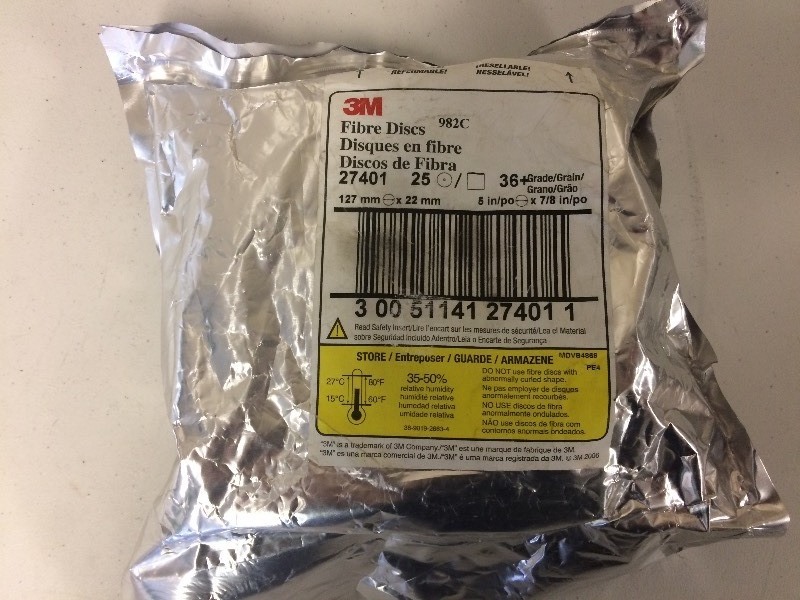 REFERMABLE!
¡RESELLABLE!
RESSELÁVEL!
3M
Fibre Discs 982C
Disques en fibre
Discos de Fibra
27401 25 / 36+ Grade/Grain/
Grano/Grão
127 mm x 22 mm 5 in/po x 7/8 in/po
3 00 51141 27401 1
Read Safety Insert/Lire l'encart sur les mesures de sécurité/Lea el Material
sobre Seguridad Incluido Adentro/Leia o Encarte de Segurança
STORE / Entreposer / GUARDE / ARMAZENE MDVB4868
PE4
27°C 80°F
15°C 60°F
35-50%
relative humidity
humidité relative
humedad relativa
umidade relativa
DO NOT use fibre discs with
abnormally curled shape.
Ne pas employer de disques
anormalement recourbés.
NO USE discos de fibra
anormalmente ondulados.
NÃO use discos de fibra com
contornos anormais ondeados.
"3M" is a trademark of 3M Company./"3M" est une marque de fabrique de 3M.
"3M" es una marca comercial de 3M./"3M" é uma marca registrada da 3M. © 3M 2006